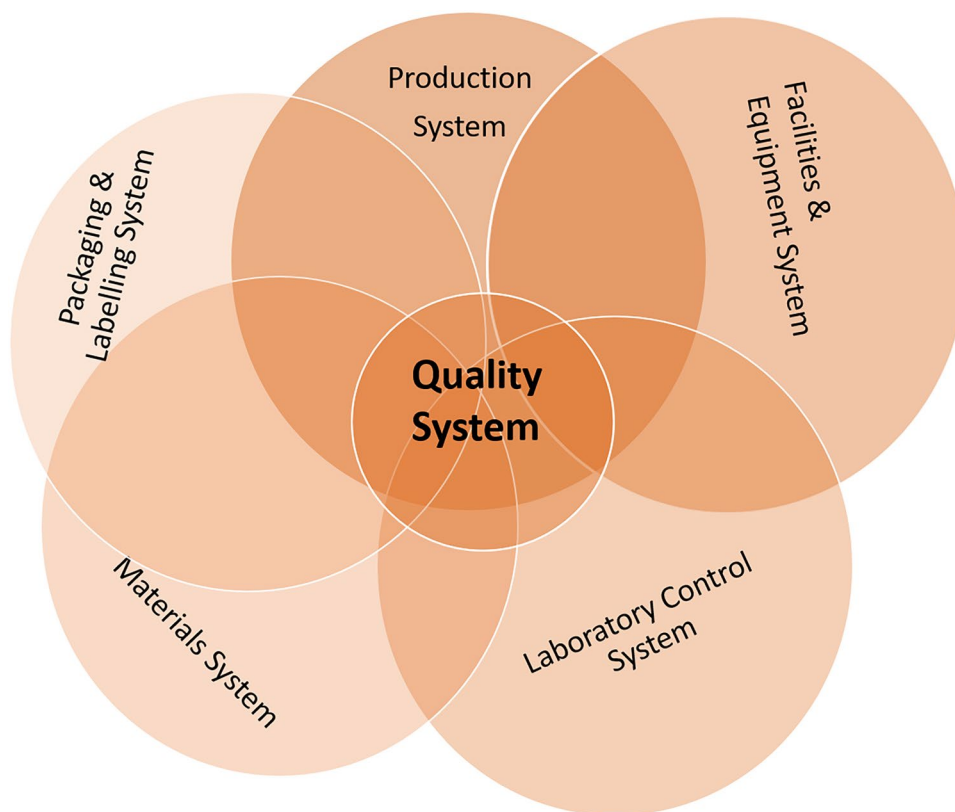 Production
System
Facilities &
Equipment System
Packaging &
Labelling System
Quality
System
Materials System
Laboratory Control
System